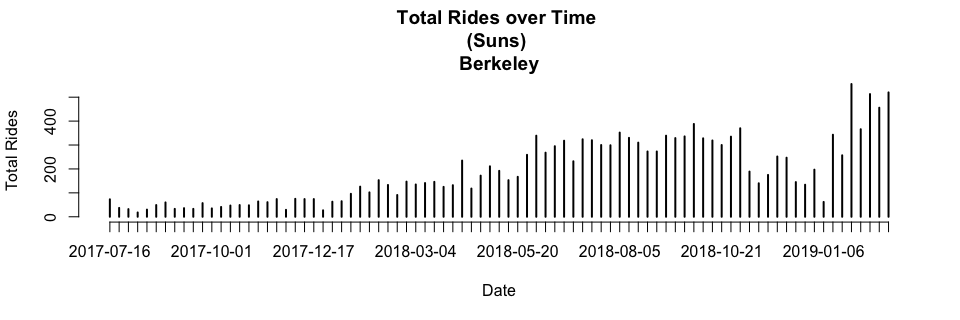 Total Rides over Time
(Suns)
Berkeley
Total Rides
400
200
0
2017-07-16 2017-10-01 2017-12-17 2018-03-04 2018-05-20 2018-08-05 2018-10-21 2019-01-06
Date